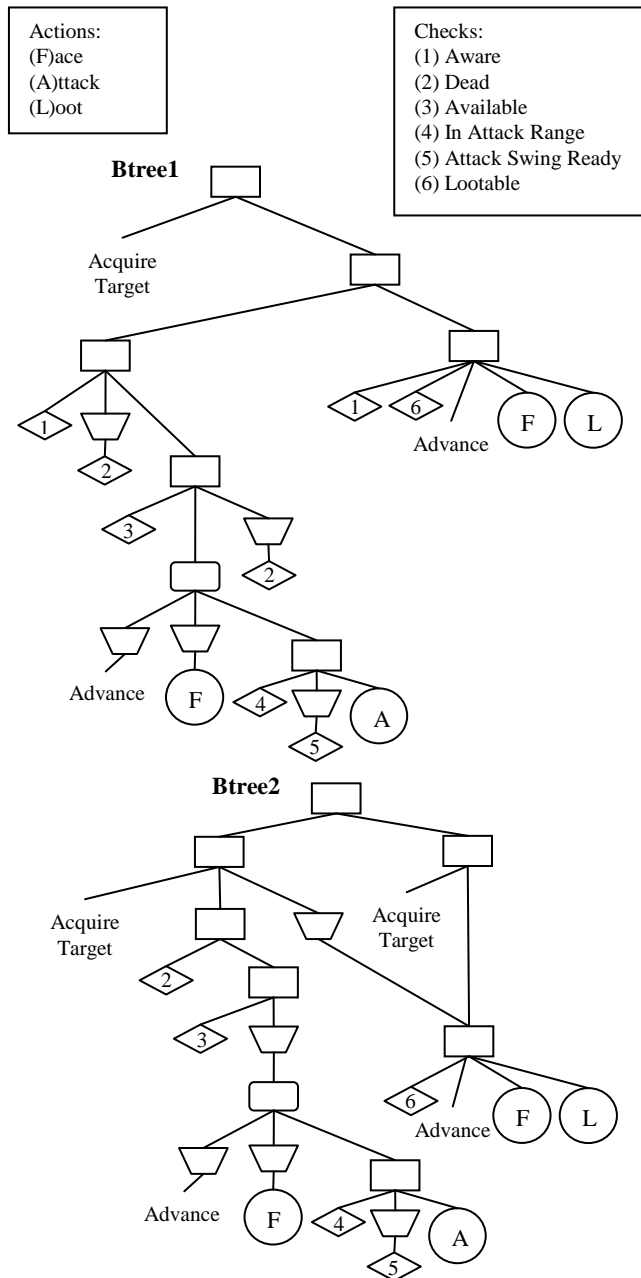 Actions:
(F)ace
(A)ttack
(L)oot
Checks:
(1) Aware
(2) Dead
(3) Available
(4) In Attack Range
(5) Attack Swing Ready
(6) Lootable
Btree1
Acquire
Target
1
2
1
6
Advance
F
L
3
2
Advance
F
4
5
A
Btree2
Acquire
Target
Acquire
Target
2
3
6
Advance
F
L
Advance
F
4
5
A